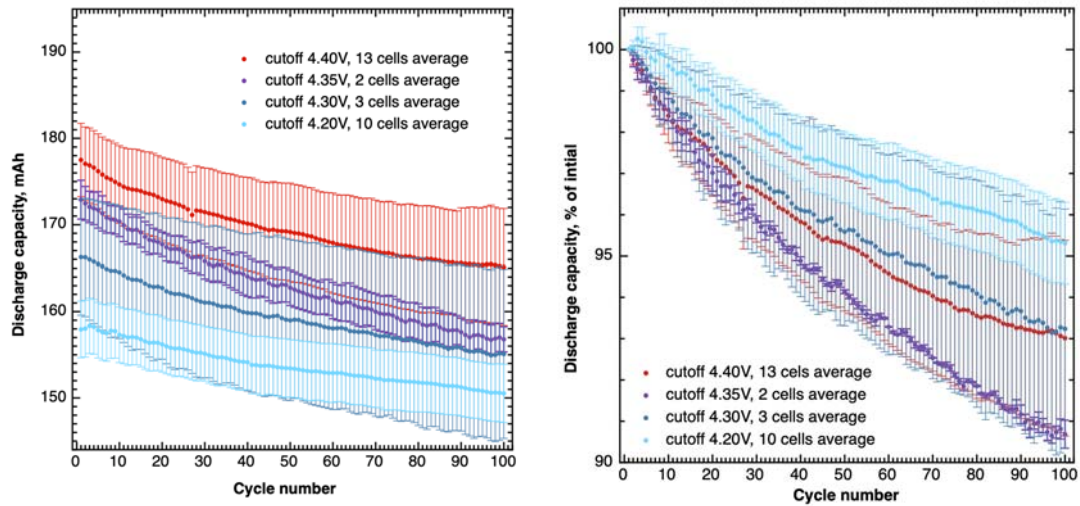 190
180
170
160
150
Discharge capacity, mAh
cutoff 4.40V, 13 cells average
cutoff 4.35V, 2 cells average
cutoff 4.30V, 3 cells average
cutoff 4.20V, 10 cells average
0 10 20 30 40 50 60 70 80 90 100
Cycle number
100
95
90
Discharge capacity, % of intial
cutoff 4.40V, 13 cels average
cutoff 4.35V, 2 cells average
cutoff 4.30V, 3 cells average
cutoff 4.20V, 10 cells average
0 10 20 30 40 50 60 70 80 90 100
Cycle number